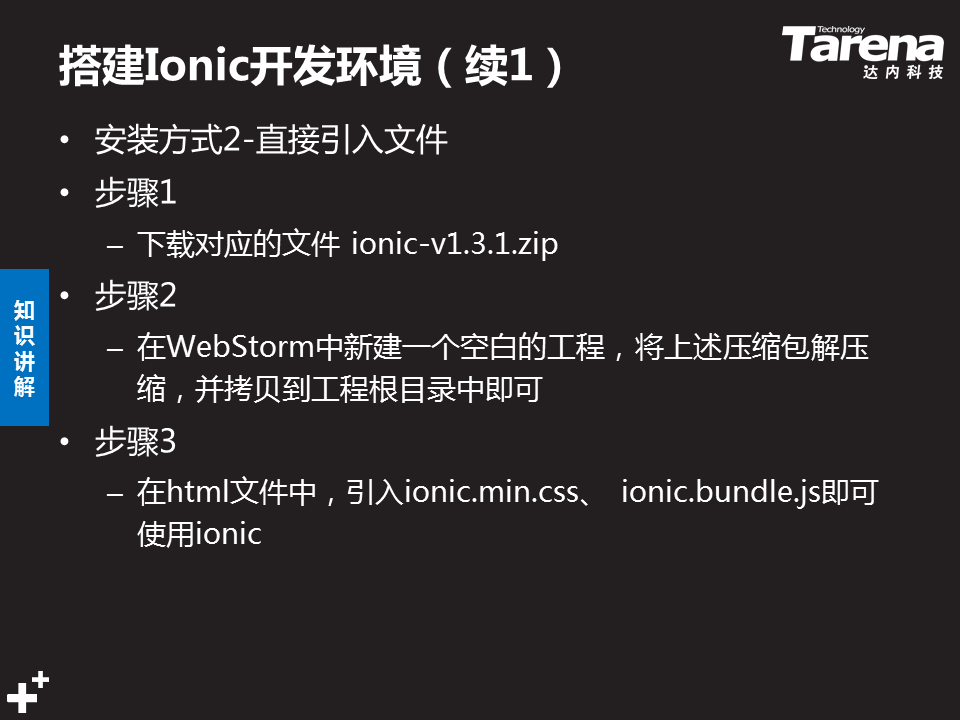 搭建Ionic开发环境（续1）
Technology
Tarena
达内科技
• 安装方式2-直接引入文件
• 步骤1
– 下载对应的文件 ionic-v1.3.1.zip
• 步骤2
– 在WebStorm中新建一个空白的工程，将上述压缩包解压
缩，并拷贝到工程根目录中即可
• 步骤3
– 在html文件中，引入ionic.min.css、 ionic.bundle.js即可
使用ionic
知识讲解